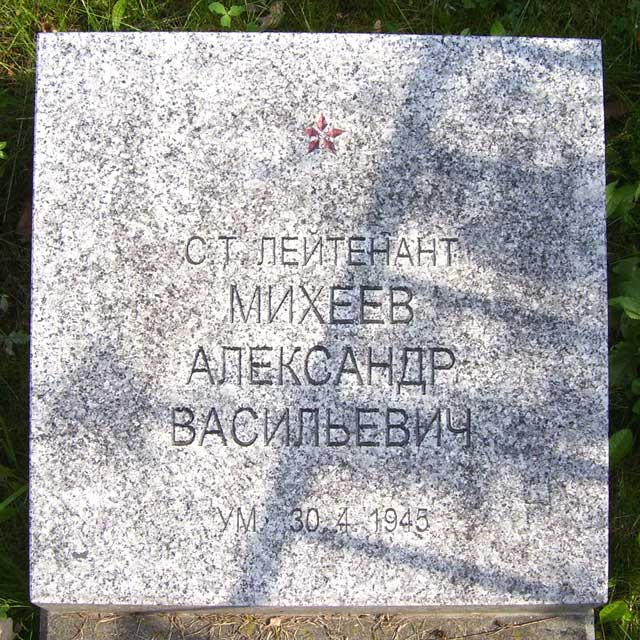 СТ. ЛЕЙТЕНАНТ
МИХЕЕВ
АЛЕКСАНДР
ВАСИЛЬЕВИЧ
УМ. 30.4.1945